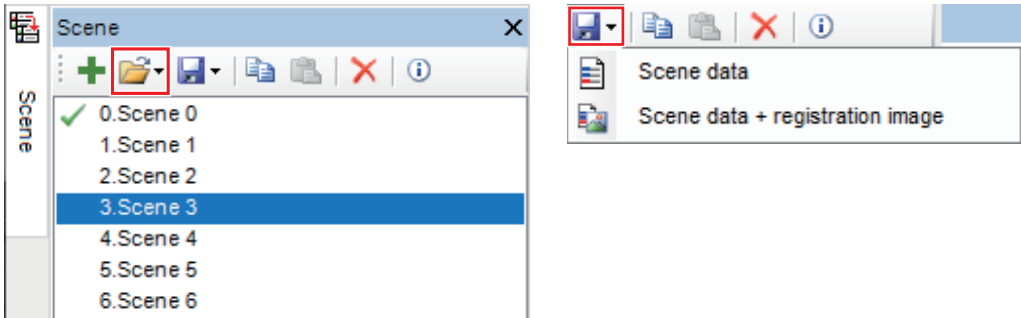 Scene
Scene
0.Scene 0
1.Scene 1
2.Scene 2
3.Scene 3
4.Scene 4
5.Scene 5
6.Scene 6
Scene data
Scene data + registration image